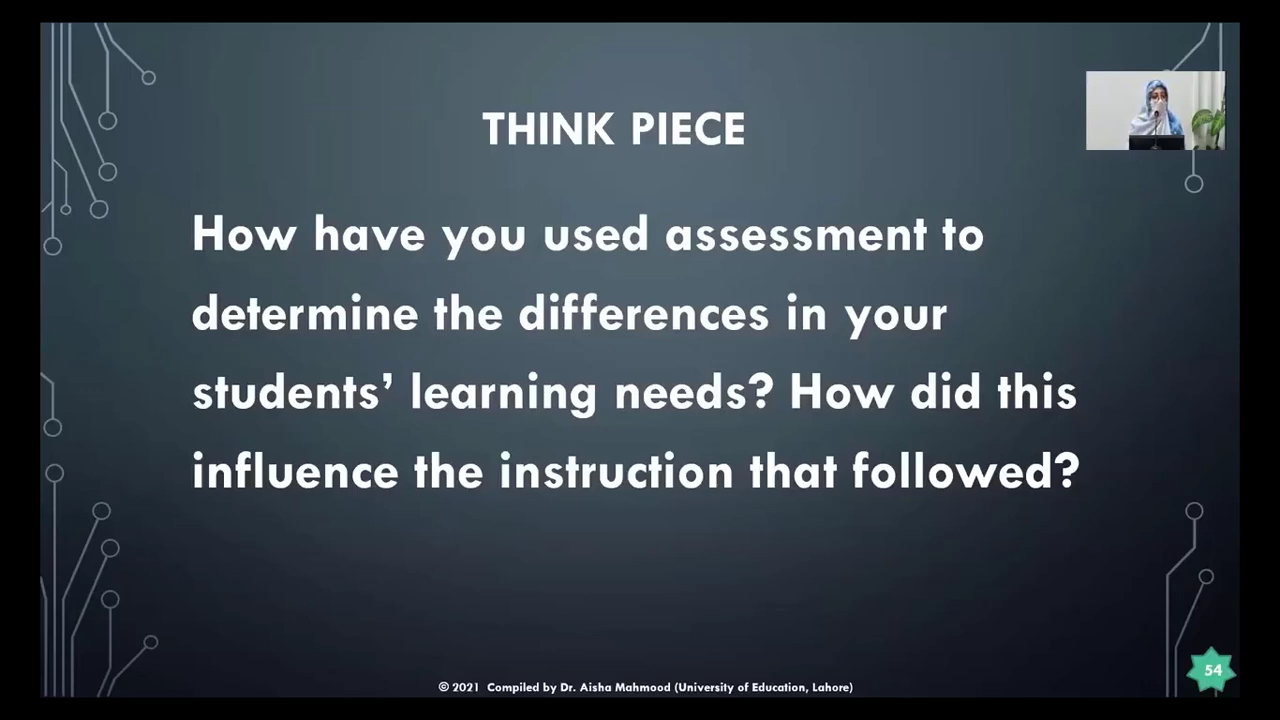 THINK PIECE
How have you used assessment to
determine the differences in your
students’ learning needs? How did this
influence the instruction that followed?
54
© 2021 Compiled by Dr. Aisha Mahmood (University of Education, Lahore)